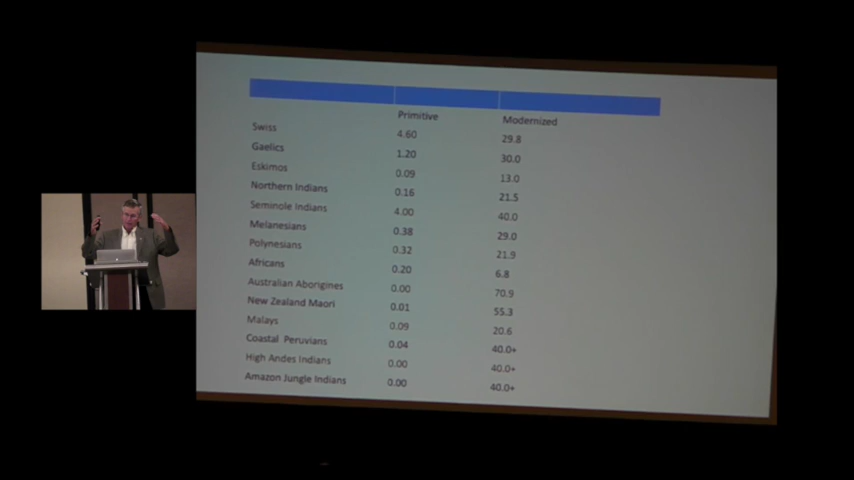 Primitive Modernized
Swiss 4.60 29.8
Gaelics 1.20 30.0
Eskimos 0.09 13.0
Northern Indians 0.16 21.5
Seminole Indians 4.00 40.0
Melanesians 0.38 29.0
Polynesians 0.32 21.9
Africans 0.20 6.8
Australian Aborigines 0.00 70.9
New Zealand Maori 0.01 55.3
Malays 0.09 20.6
Coastal Peruvians 0.04 40.0+
High Andes Indians 0.00 40.0+
Amazon Jungle Indians 0.00 40.0+